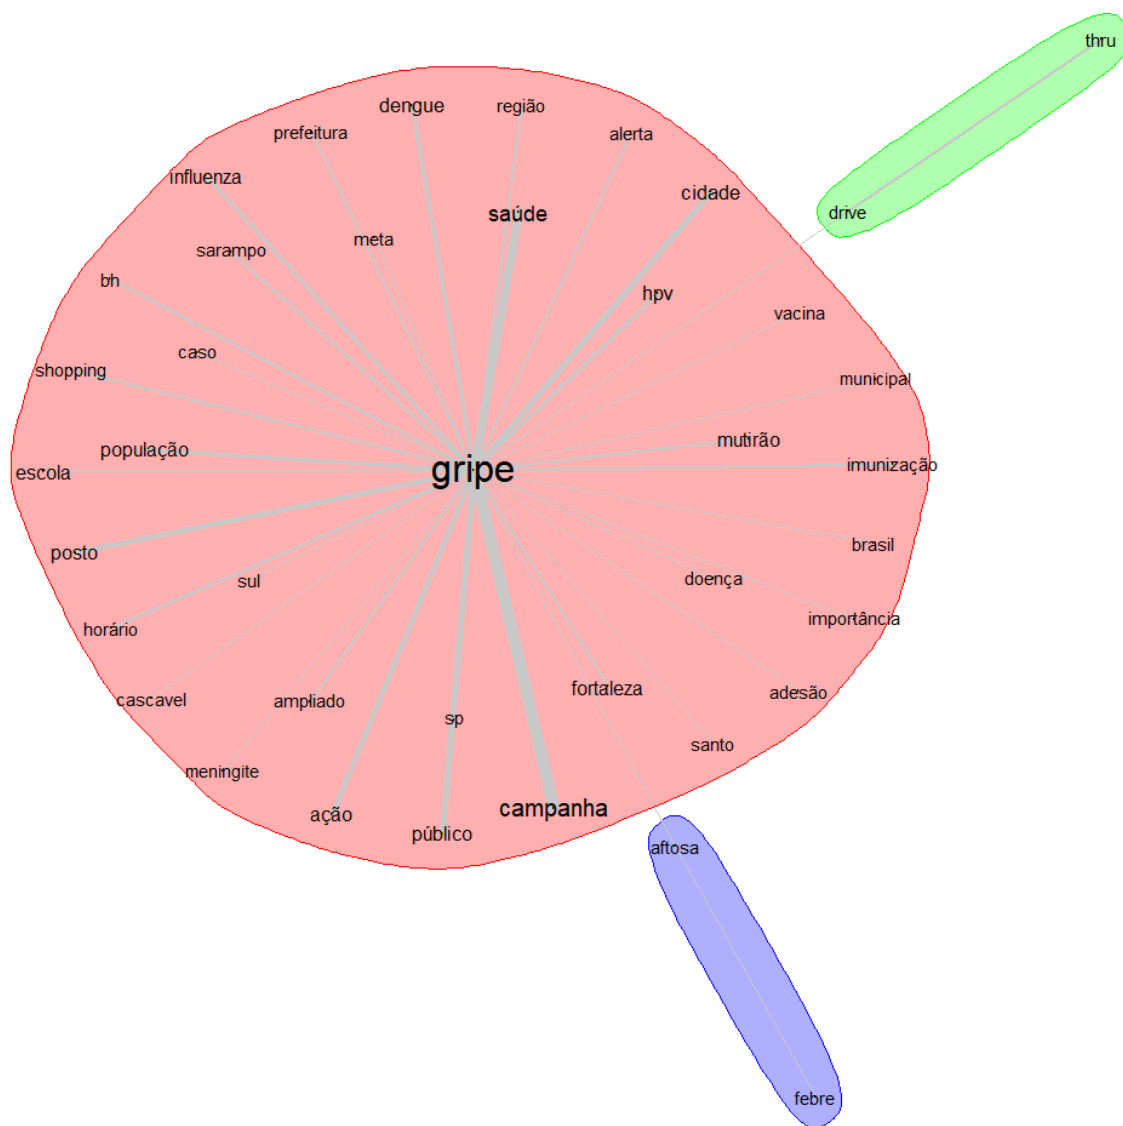 thru
dengue
região
prefeitura
alerta
influenza
cidade
saúde
drive
meta
sarampo
bh
hpv
vacina
caso
shopping
municipal
mutirão
população
imunização
escola
gripe
posto
brasil
sul
doença
horário
importância
fortaleza
adesão
cascavel
ampliado
sp
santo
meningite
campanha
ação
público
aftosa
febre